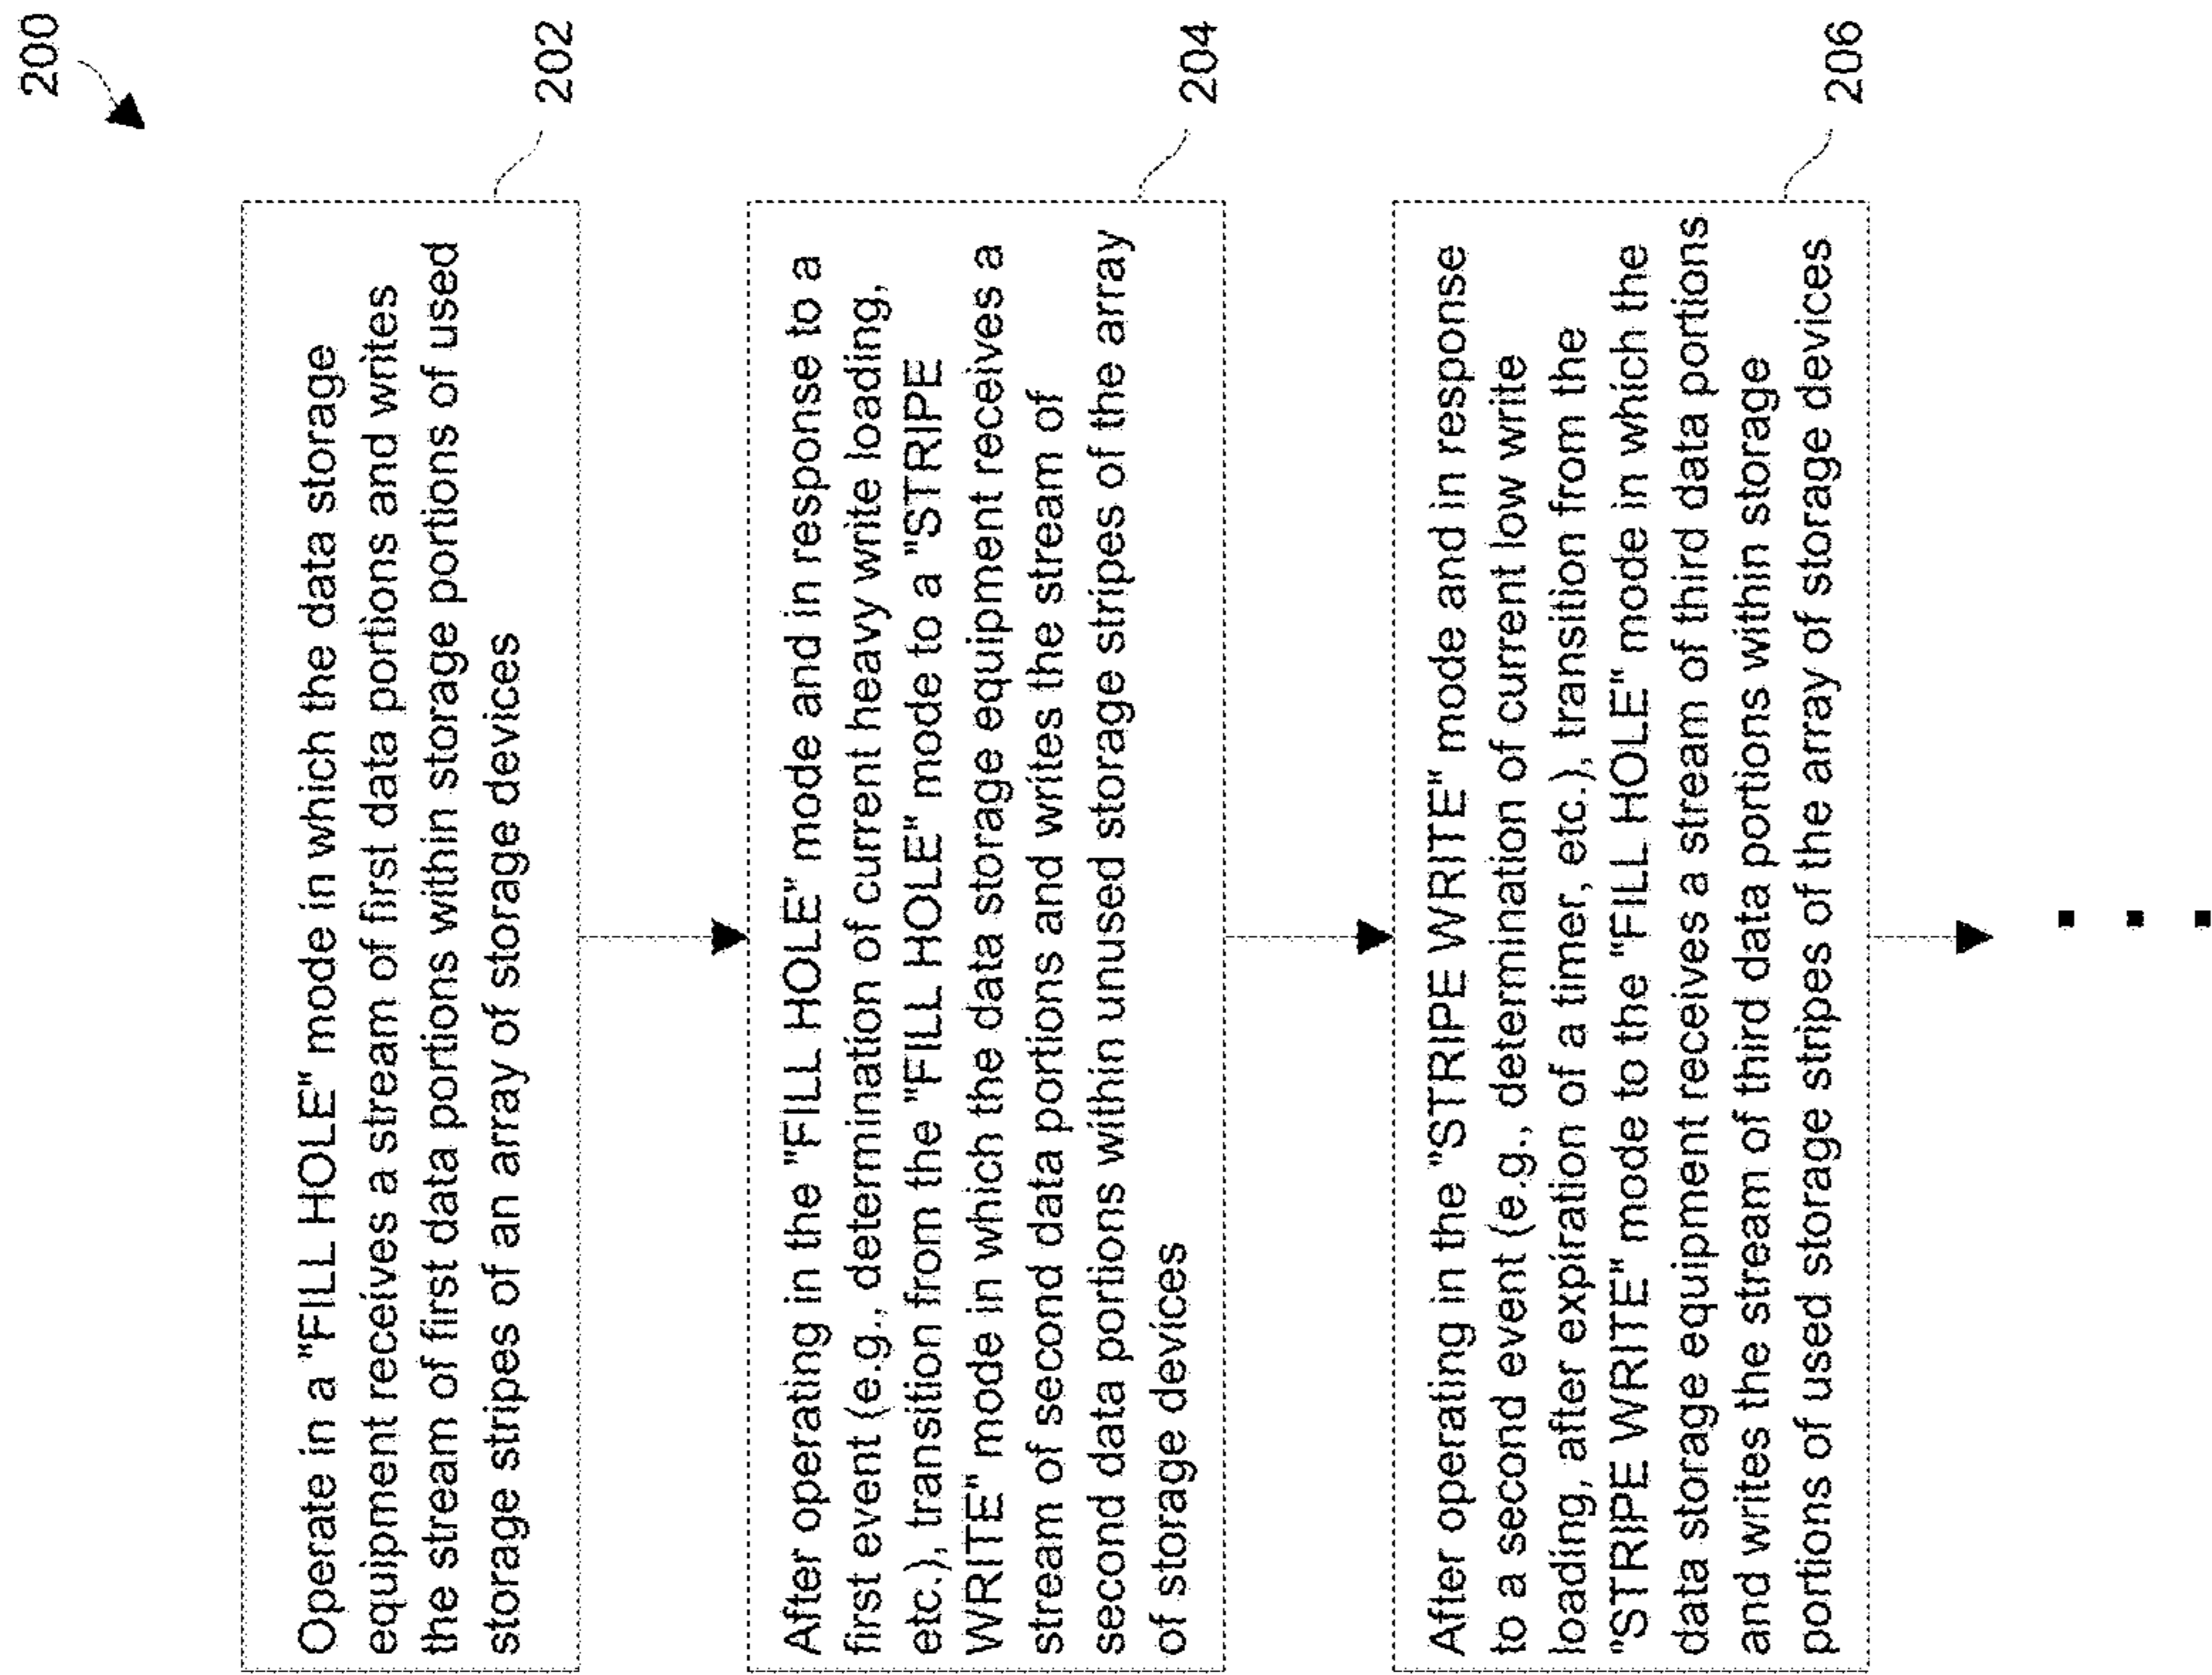 200
Operate in a "FILL HOLE" mode in which the data storage
equipment receives a stream of first data portions and writes
the stream of first data portions within storage portions of used
storage stripes of an array of storage devices
202
After operating in the "FILL HOLE" mode and in response to a
first event (e.g., determination of current heavy write loading,
etc.), transition from the "FILL HOLE" mode to a "STRIPE
WRITE" mode in which the data storage equipment receives a
stream of second data portions and writes the stream of
second data portions within unused storage stripes of the array
of storage devices
204
After operating in the "STRIPE WRITE" mode and in response
to a second event (e.g., determination of current low write
loading, after expiration of a timer, etc.), transition from the
"STRIPE WRITE" mode to the "FILL HOLE" mode in which the
data storage equipment receives a stream of third data portions
and writes the stream of third data portions within storage
portions of used storage stripes of the array of storage devices
206